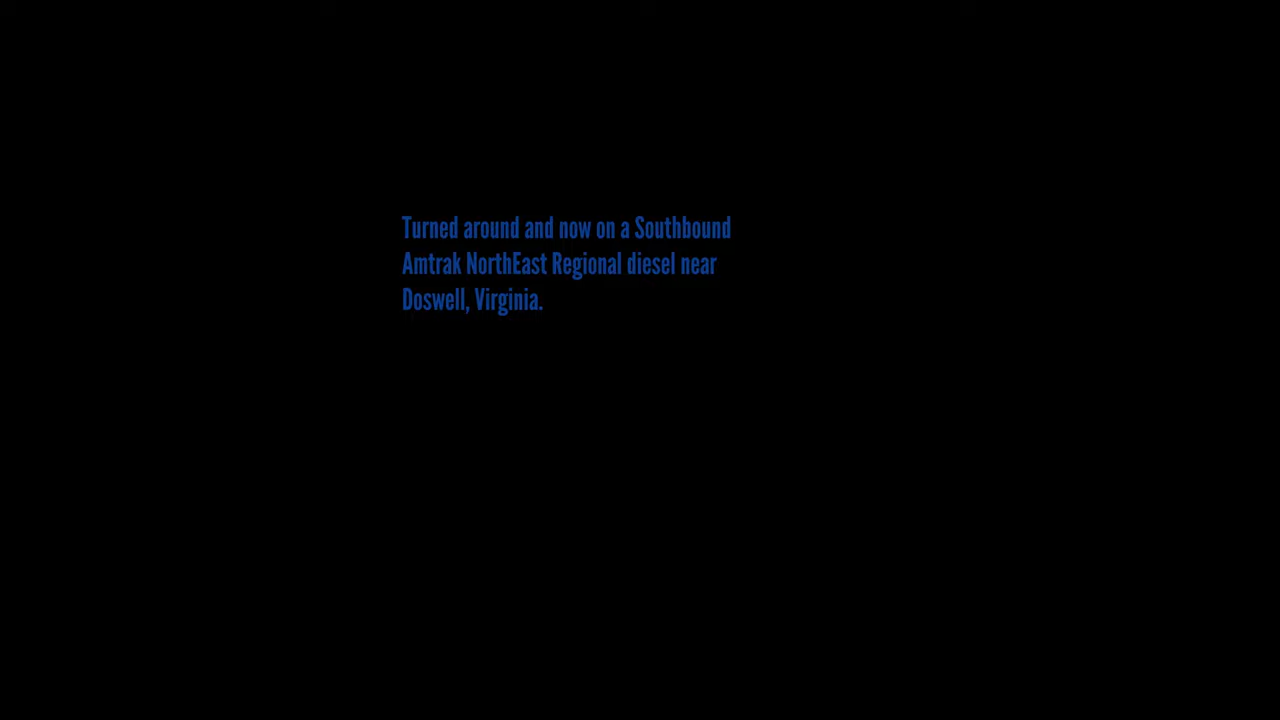 Turned around and now on a Southbound
Amtrak NorthEast Regional diesel near
Doswell, Virginia.